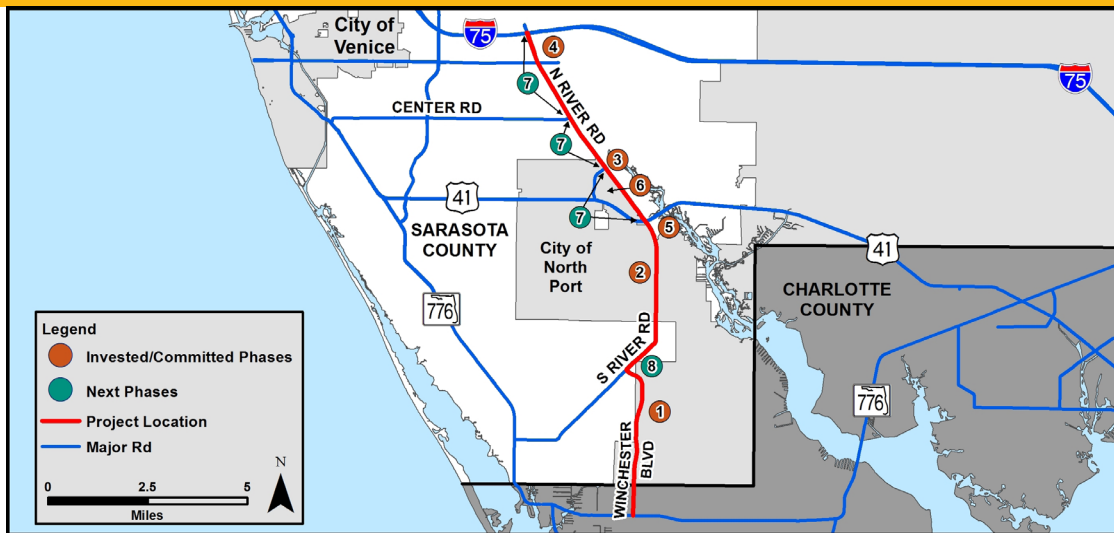 City of
Venice
75
4
N RIVER RD
7
75
CENTER RD
7
3
6
41
7
5
SARASOTA
COUNTY
City of
North
Port
2
41
CHARLOTTE
COUNTY
776
S RIVER RD
8
776
1
WINCHESTER
BLVD
Legend
Invested/Committed Phases
Next Phases
Project Location
Major Rd
N
0 2.5 5
Miles